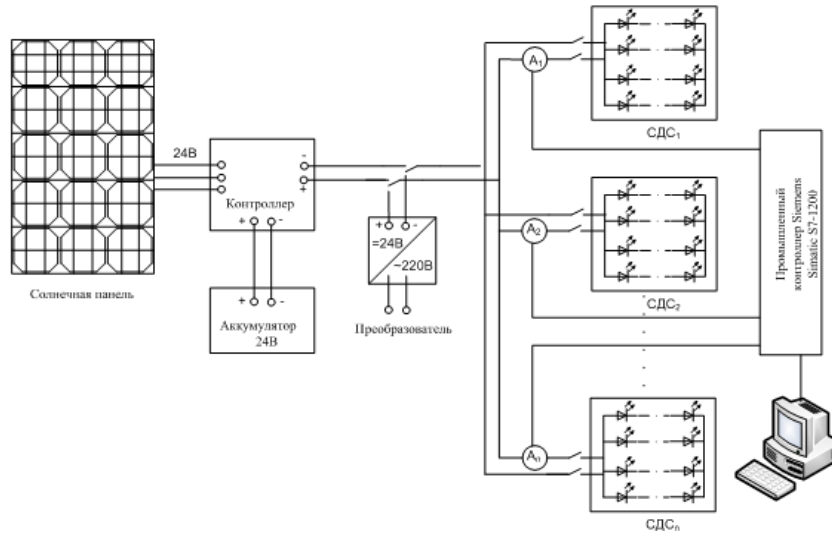 Солнечная панель
24В
-
+
Контроллер
+ -
+ -
Аккумулятор
24В
+ -
=24В
~220В
Преобразователь
A1
СДС1
A2
СДС2
An
СДСn
Промышленный
контроллер Siemens
Simatic S7-1200